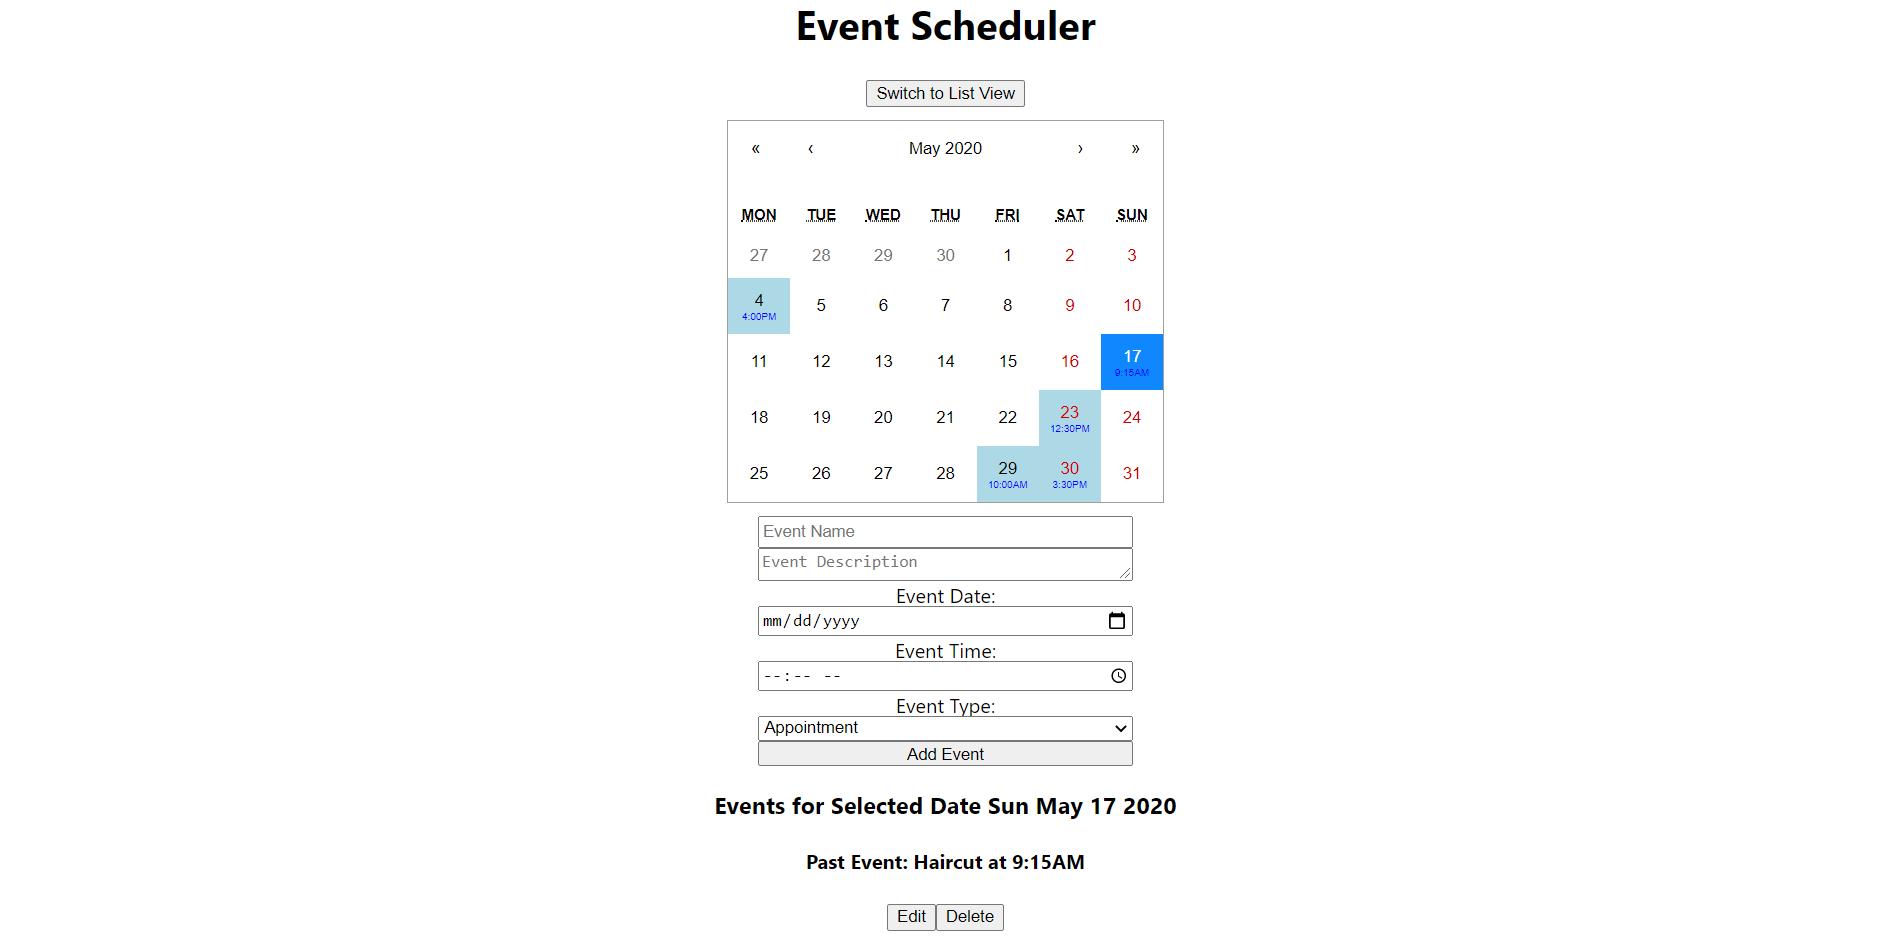 Event Scheduler
Switch to List View
« ‹ May 2020 › »
MON TUE WED THU FRI SAT SUN
27 28 29 30 1 2 3
4 5 6 7 8 9 10
4:00PM
11 12 13 14 15 16 17
9:15AM
18 19 20 21 22 23 24
12:30PM
25 26 27 28 29 30 31
10:00AM 3:30PM
Event Name
Event Description
Event Date:
mm/dd/yyyy
Event Time:
--:-- --
Event Type:
Appointment
Add Event
Events for Selected Date Sun May 17 2020
Past Event: Haircut at 9:15AM
Edit Delete